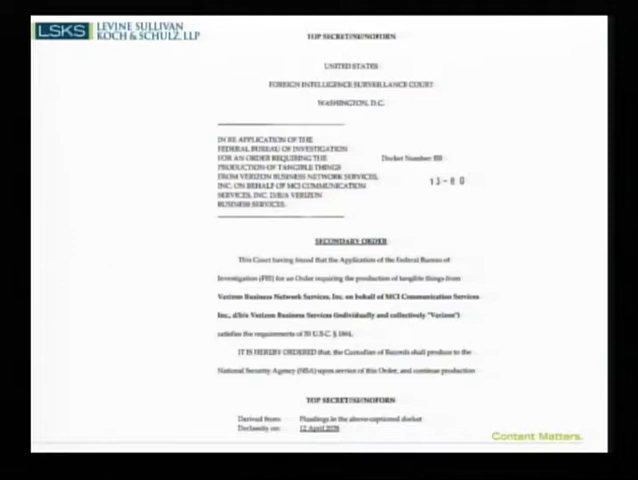 LSKS LEVINE SULLIVAN
KOCH & SCHULZ, LLP
TOP SECRET//SI//NOFORN
UNITED STATES
FOREIGN INTELLIGENCE SURVEILLANCE COURT
WASHINGTON, D.C.
IN RE APPLICATION OF THE
FEDERAL BUREAU OF INVESTIGATION
FOR AN ORDER REQUIRING THE
PRODUCTION OF TANGIBLE THINGS
FROM VERIZON BUSINESS NETWORK SERVICES,
INC. ON BEHALF OF MCI COMMUNICATION
SERVICES, INC. D/B/A VERIZON
BUSINESS SERVICES.
Docket Number: BR
13-80
SECONDARY ORDER
This Court having found that the Application of the Federal Bureau of
Investigation (FBI) for an Order requiring the production of tangible things from
Verizon Business Network Services, Inc. on behalf of MCI Communication Services
Inc., d/b/a Verizon Business Services (individually and collectively "Verizon")
satisfies the requirements of 50 U.S.C. § 1861,
IT IS HEREBY ORDERED that, the Custodian of Records shall produce to the
National Security Agency (NSA) upon service of this Order, and continue production
TOP SECRET//SI//NOFORN
Derived from: Pleadings in the above-captioned docket
Declassify on: 12 April 2038
Content Matters.